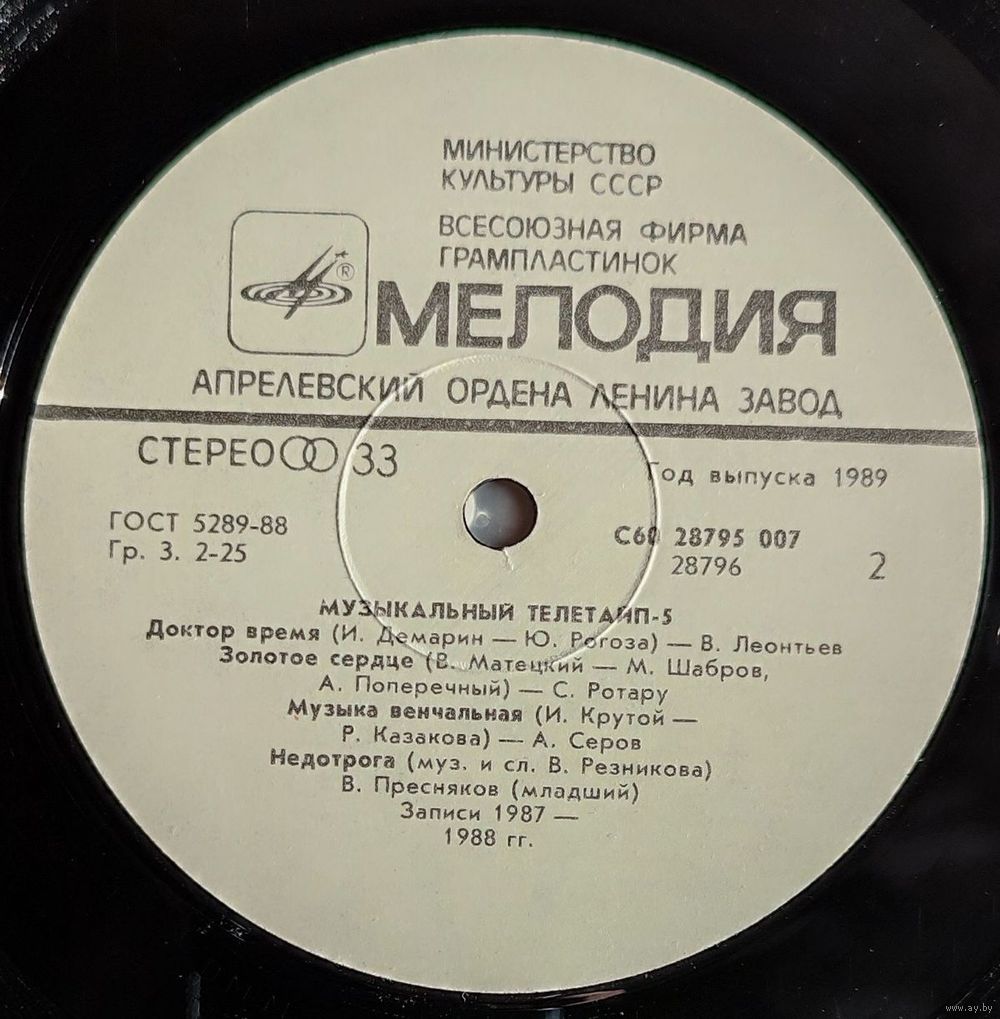 МИНИСТЕРСТВО
КУЛЬТУРЫ СССР
ВСЕСОЮЗНАЯ ФИРМА
ГРАМПЛАСТИНОК
®
МЕЛОДИЯ
АПРЕЛЕВСКИЙ ОРДЕНА ЛЕНИНА ЗАВОД
СТЕРЕО 33
Год выпуска 1989
ГОСТ 5289-88
Гр. 3. 2-25
С60 28795 007
28796
2
МУЗЫКАЛЬНЫЙ ТЕЛЕТАЙП-5
Доктор время (И. Демарин — Ю. Рогоза) — В. Леонтьев
Золотое сердце (В. Матецкий — М. Шабров,
А. Поперечный) — С. Ротару
Музыка венчальная (И. Крутой —
Р. Казакова) — А. Серов
Недотрога (муз. и сл. В. Резникова)
В. Пресняков (младший)
Записи 1987 —
1988 гг.
www.ay.by